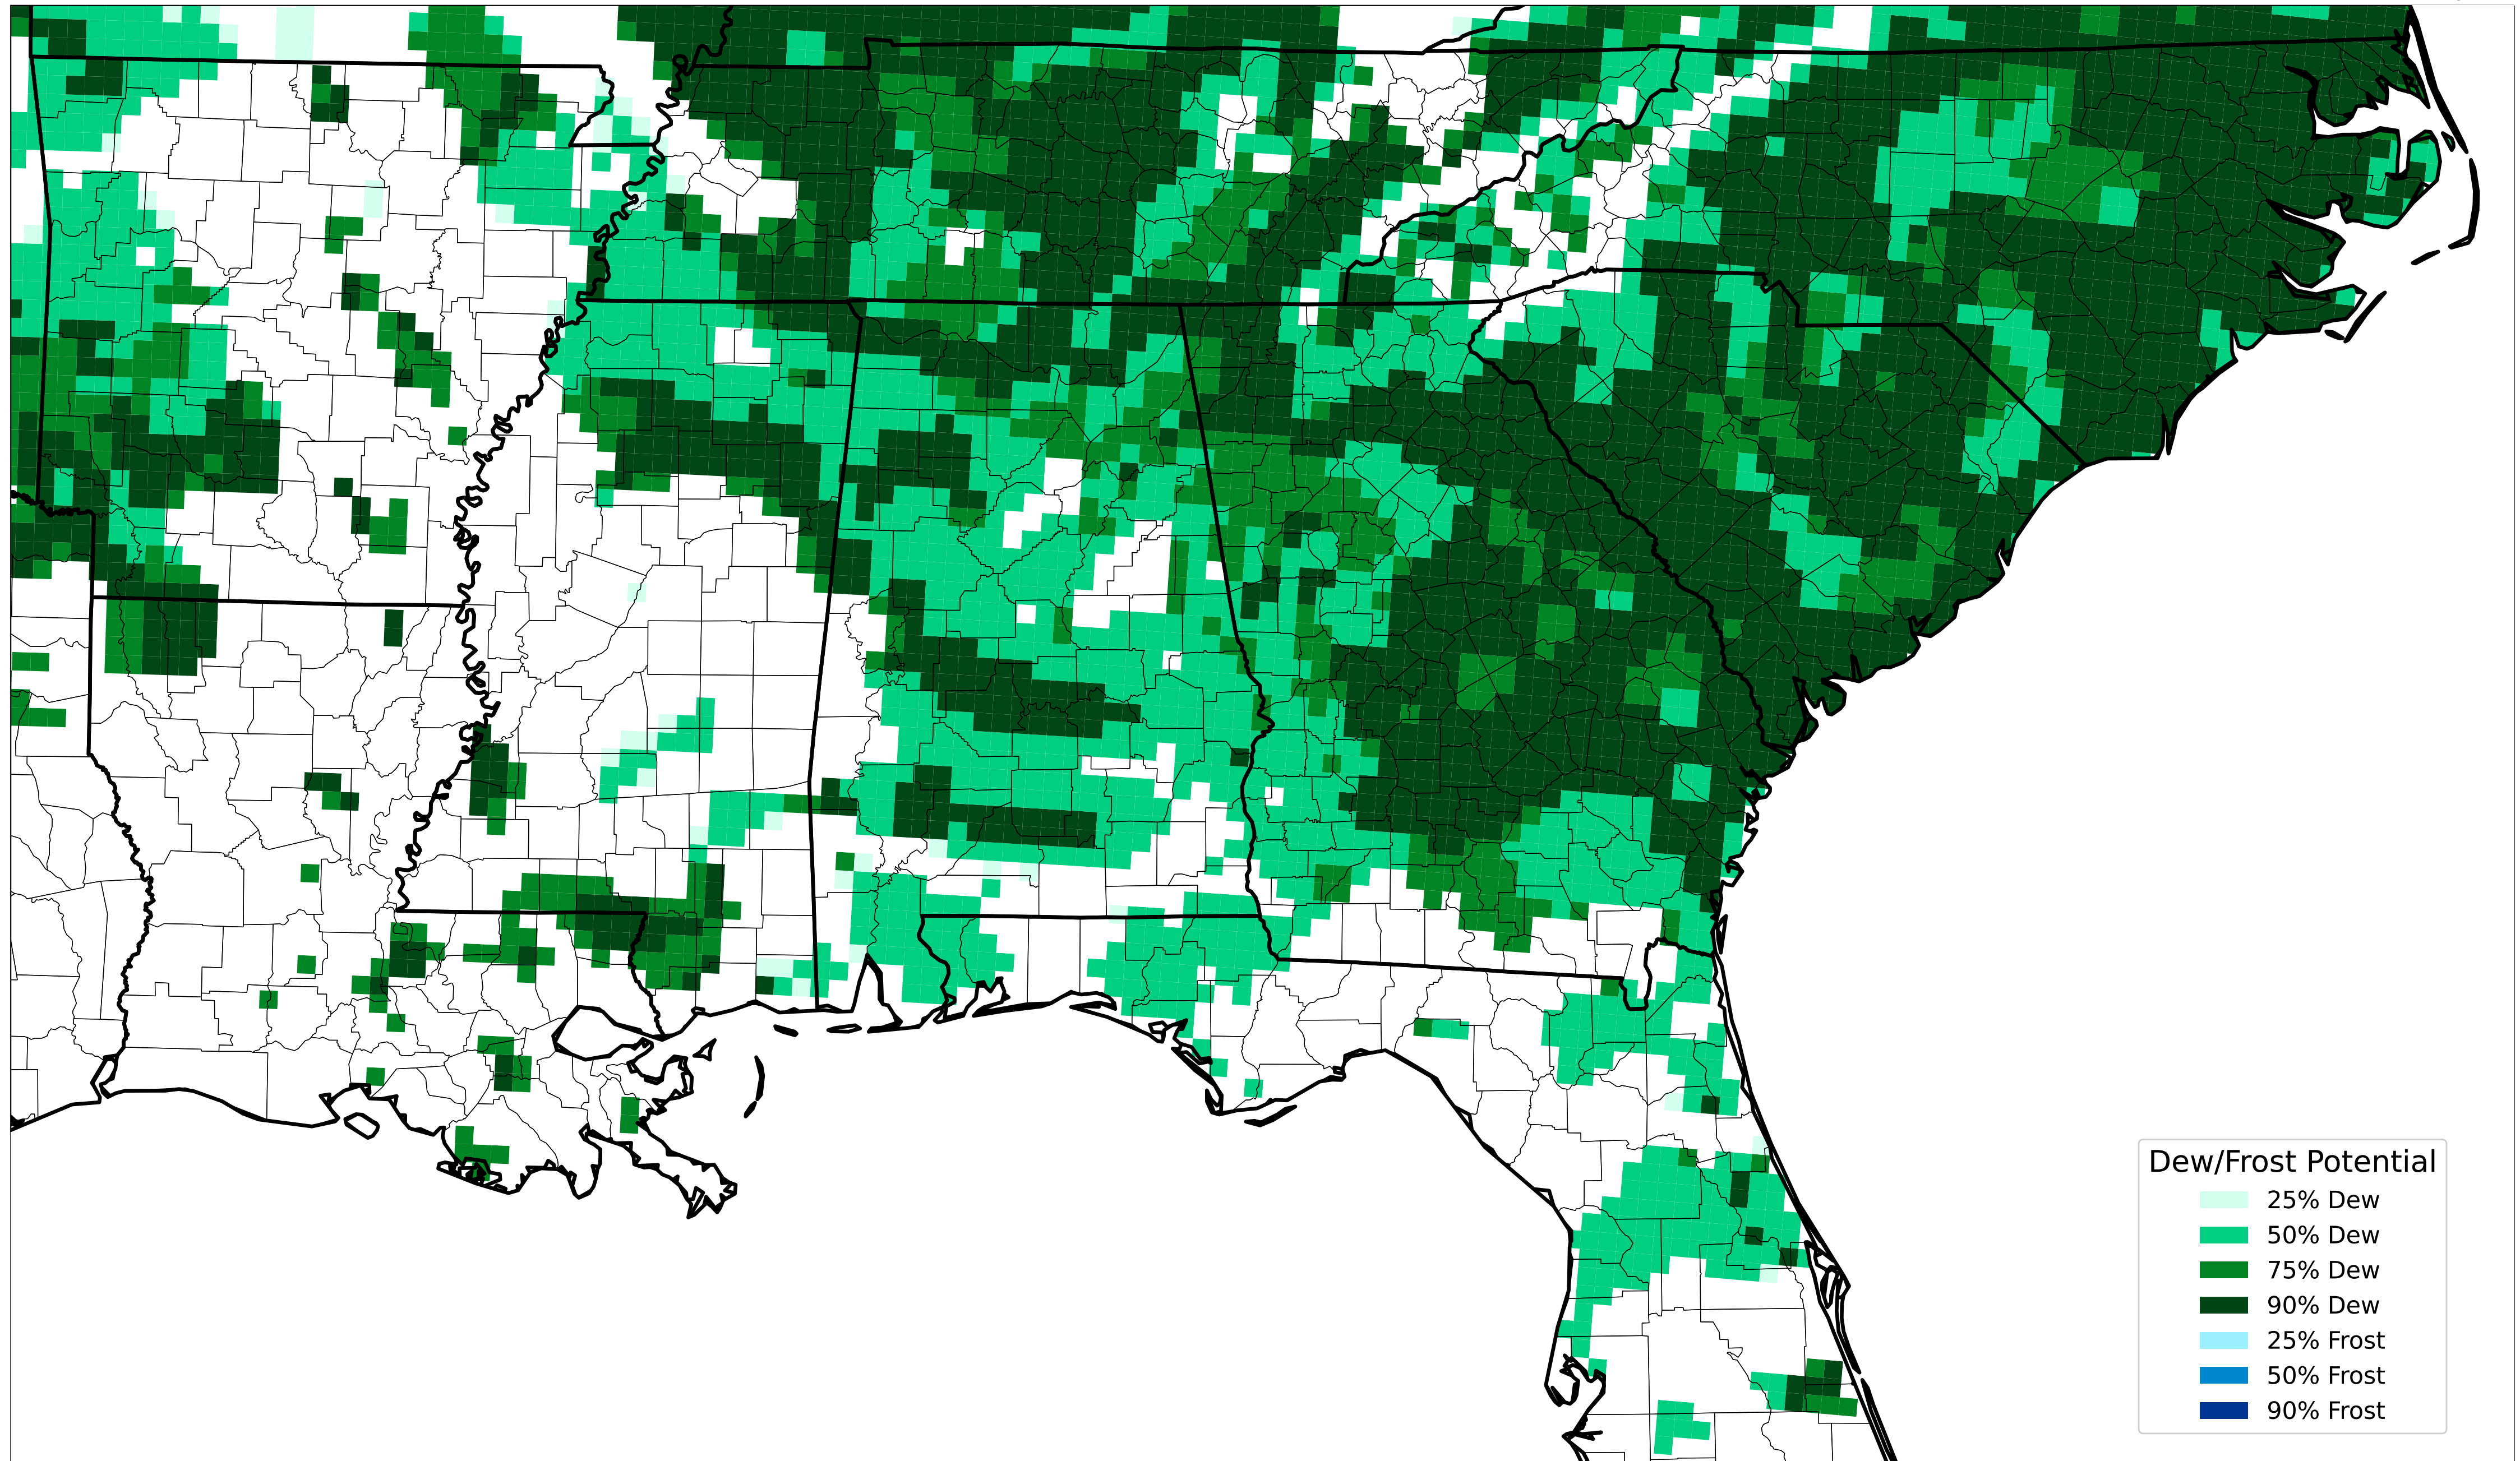 Dew/Frost Potential
25% Dew
50% Dew
75% Dew
90% Dew
25% Frost
50% Frost
90% Frost